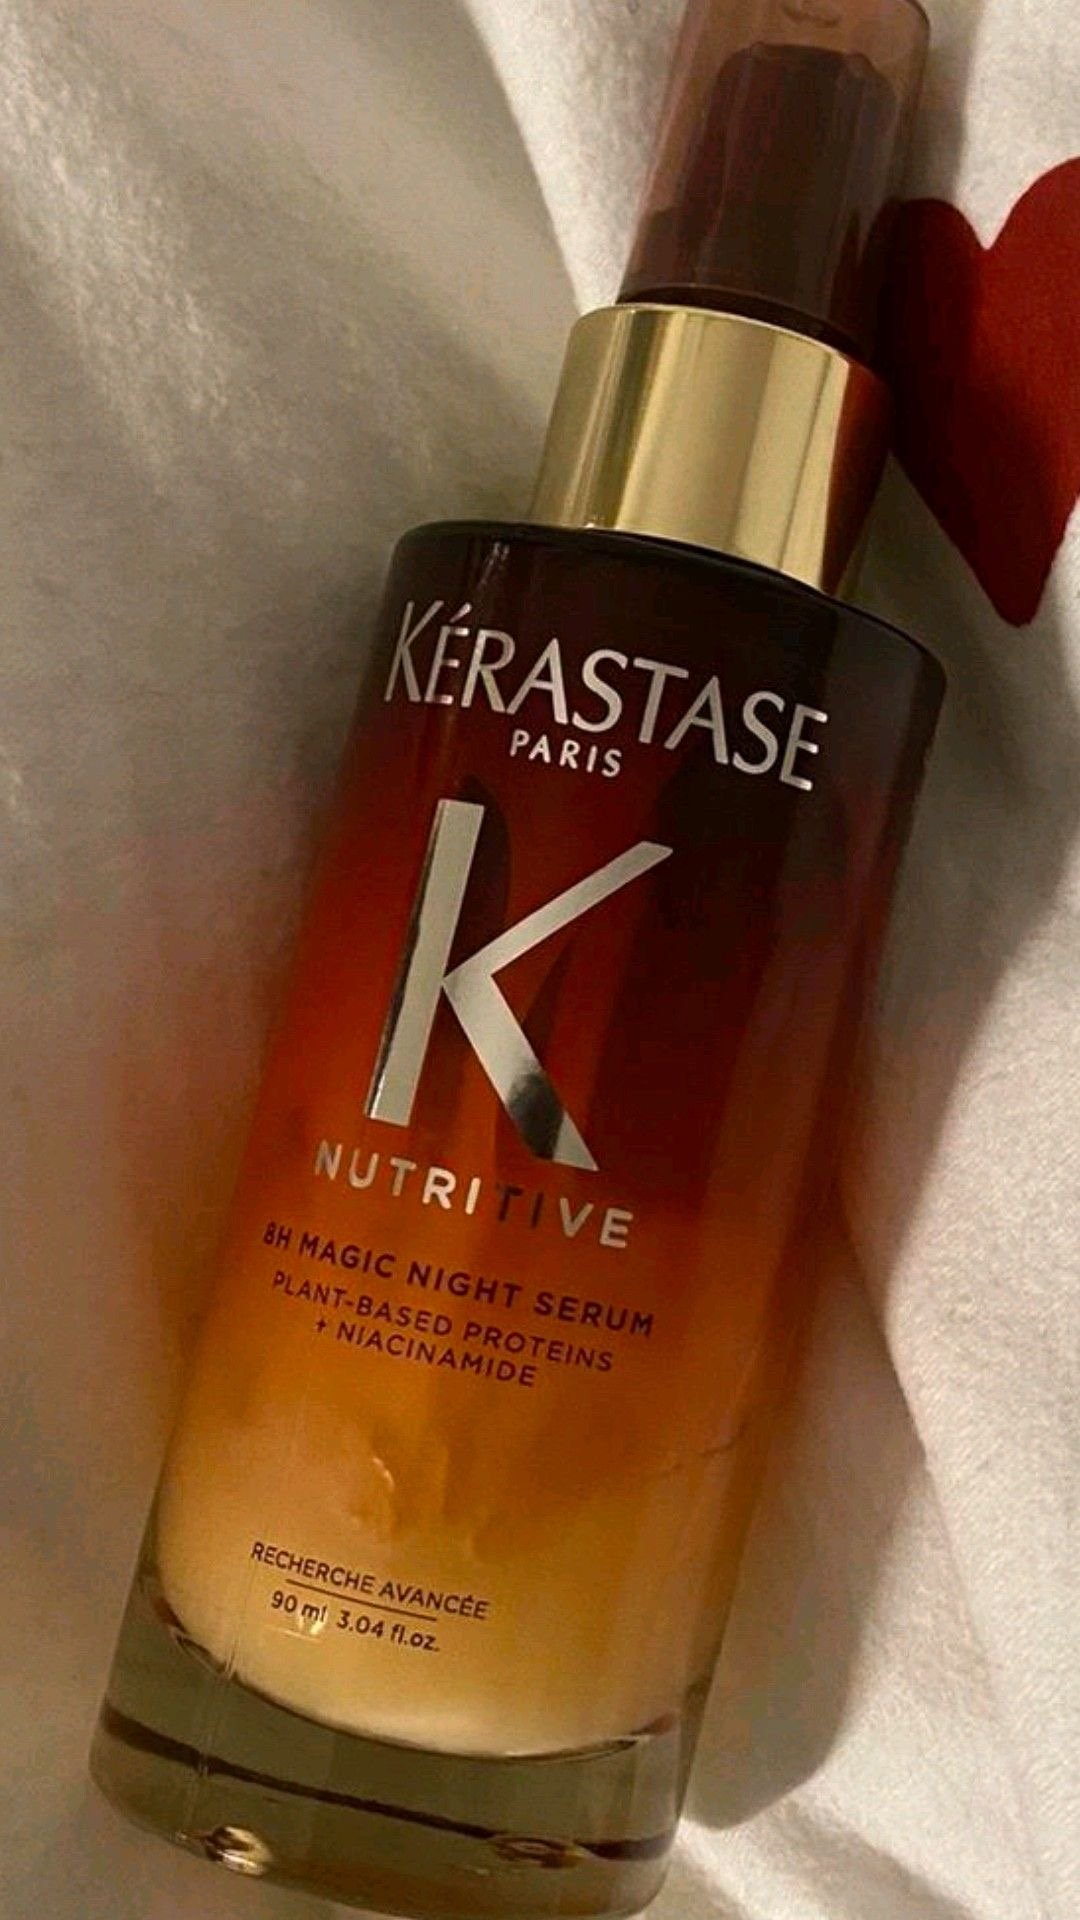 KÉRASTASE
PARIS
K
NUTRITIVE
8H MAGIC NIGHT SERUM
PLANT-BASED PROTEINS
+ NIACINAMIDE
RECHERCHE AVANCÉE
90 ml 3.04 fl.oz.